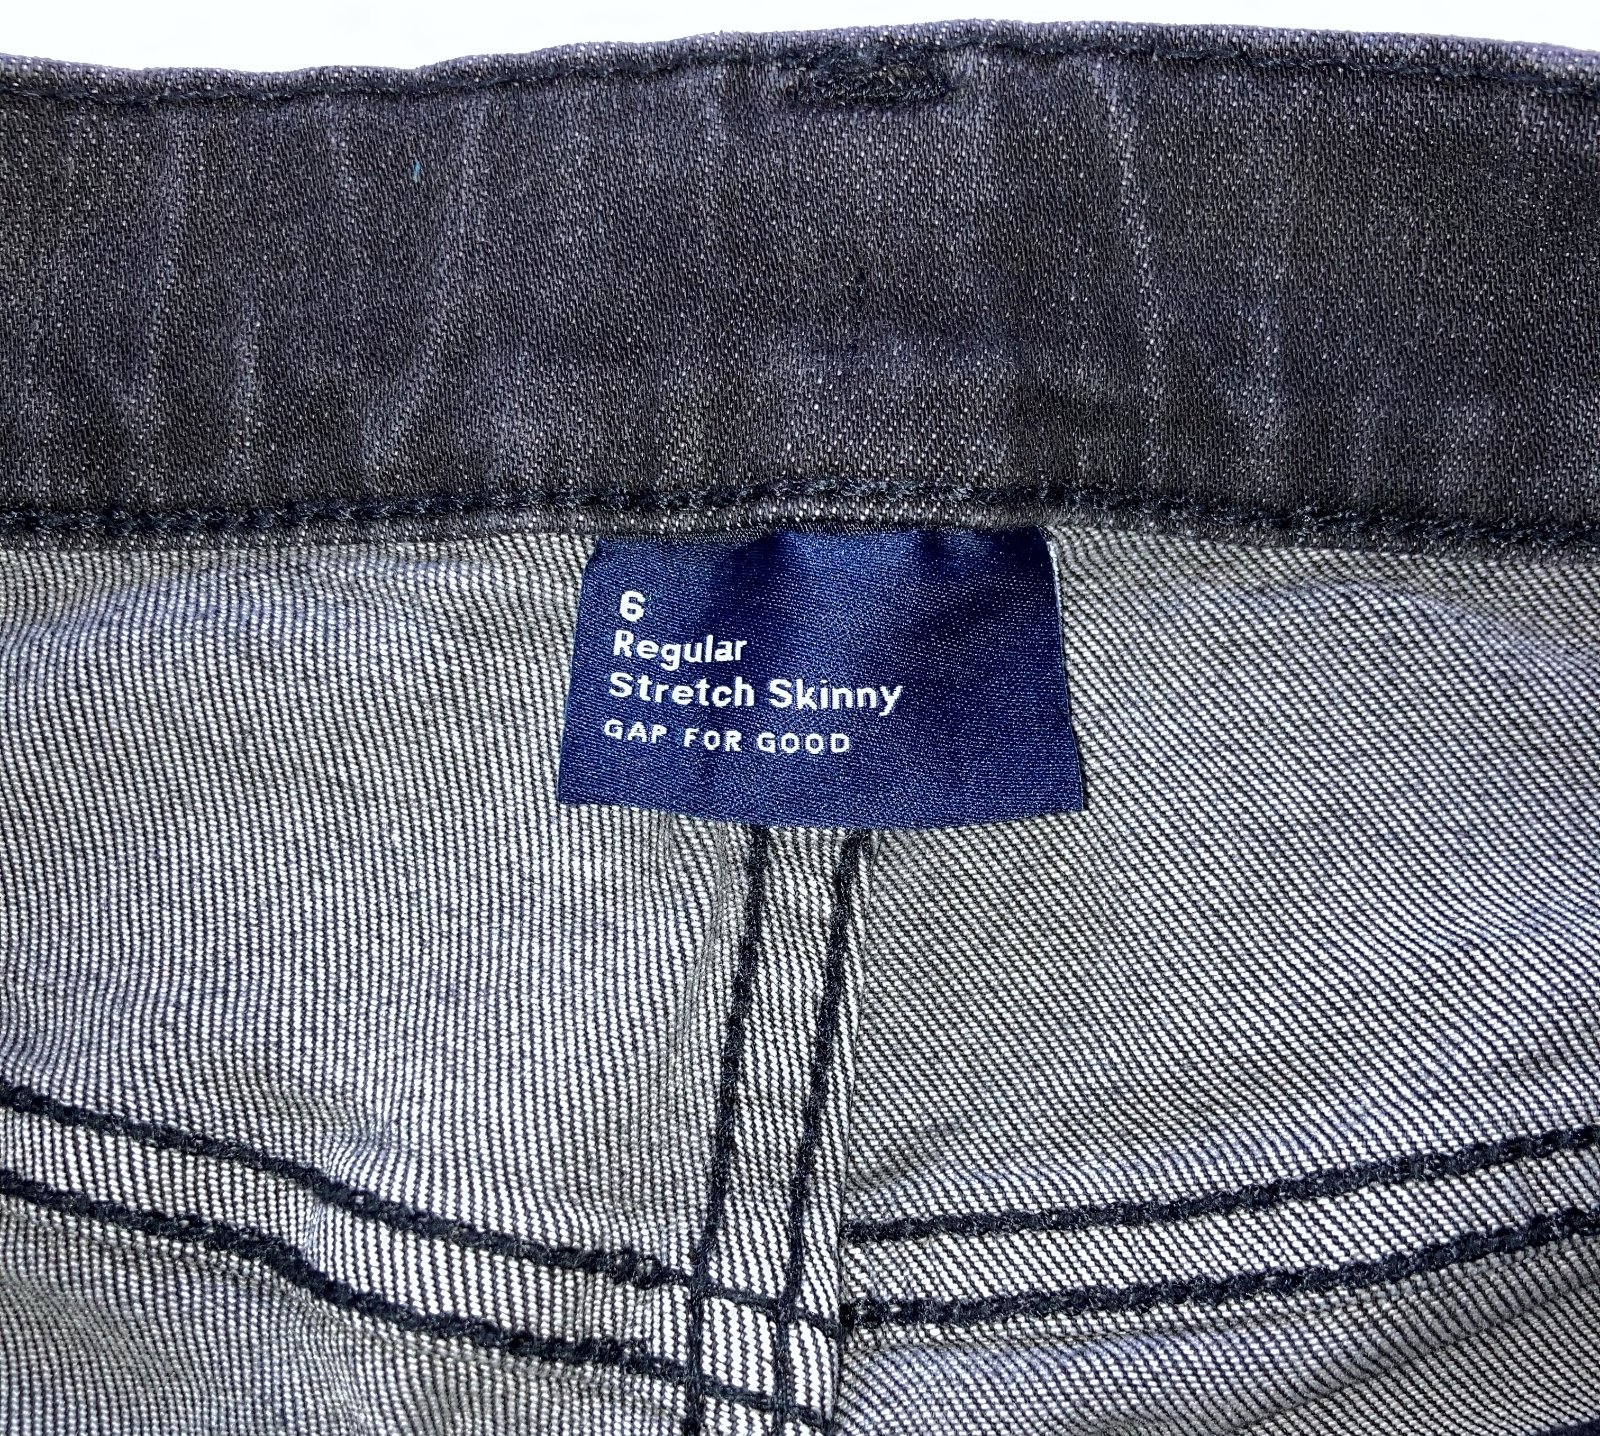 6
Regular
Stretch Skinny
GAP FOR GOOD